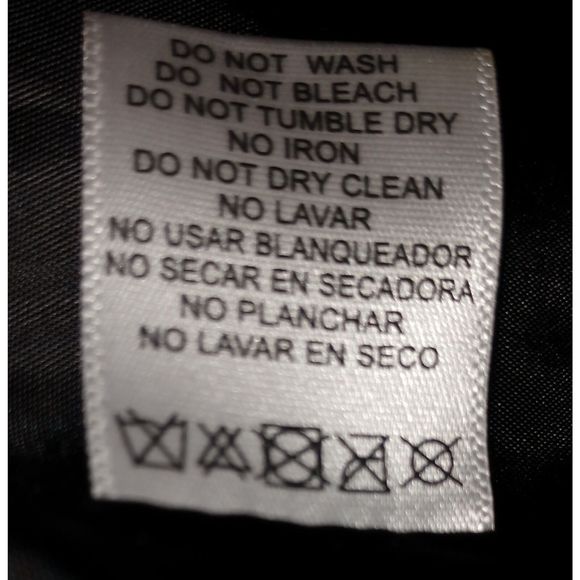 DO NOT WASH
DO NOT BLEACH
DO NOT TUMBLE DRY
NO IRON
DO NOT DRY CLEAN
NO LAVAR
NO USAR BLANQUEADOR
NO SECAR EN SECADORA
NO PLANCHAR
NO LAVAR EN SECO